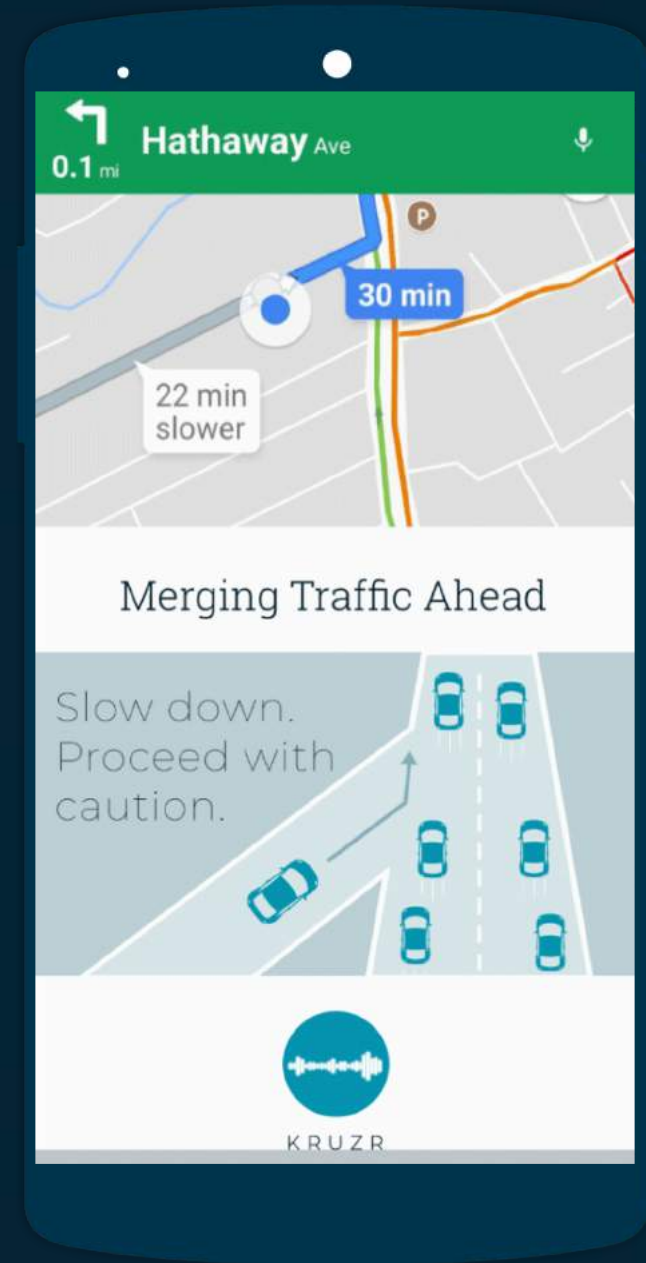 Hathaway Ave
0.1 mi
P
30 min
22 min
slower
Merging Traffic Ahead
Slow down.
Proceed with
caution.
KRUZR